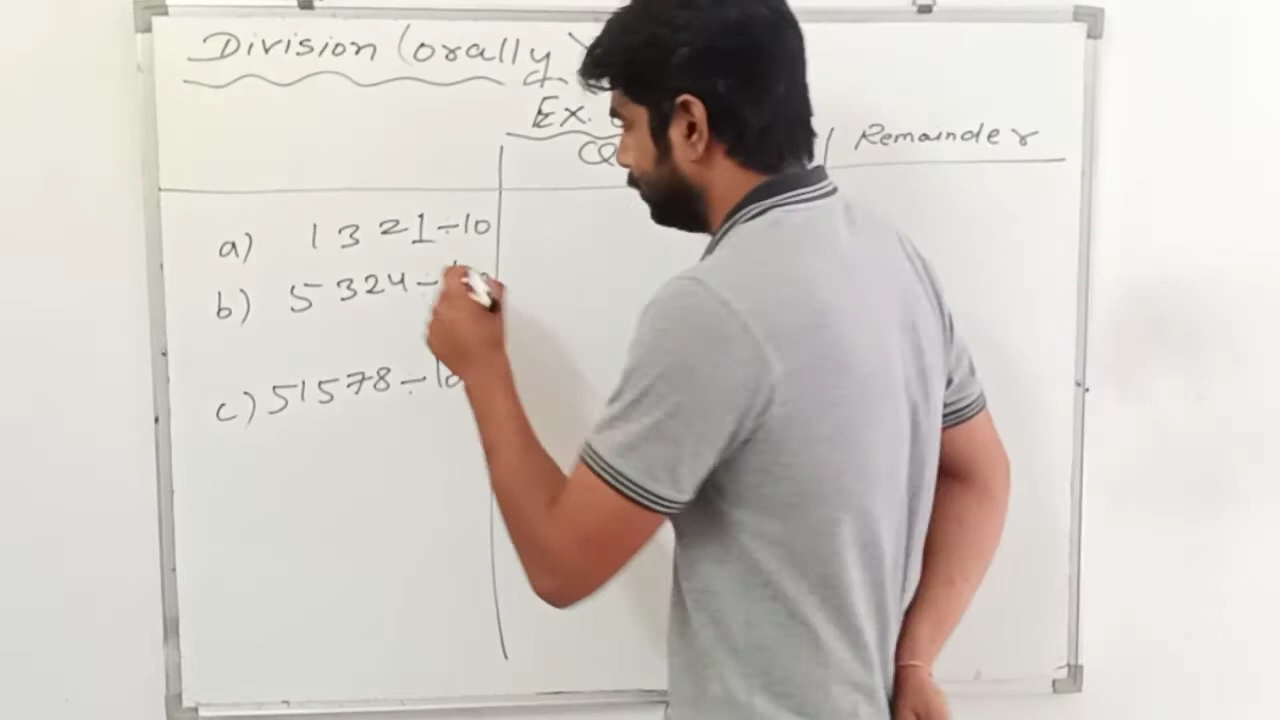 Division (orally)
Ex.
Remainder
a) 1321÷10
b) 5324÷
c) 51578÷10